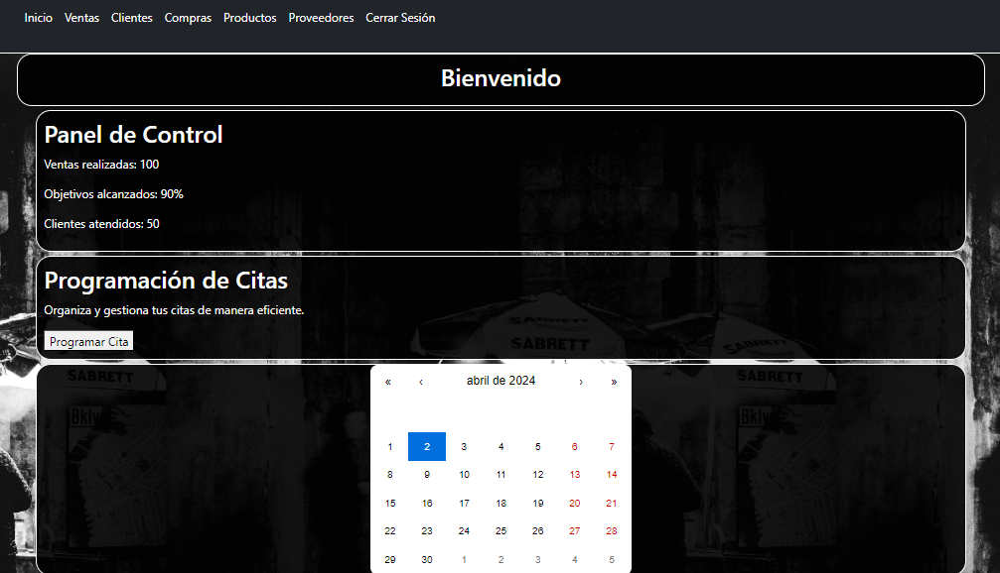 Inicio Ventas Clientes Compras Productos Proveedores Cerrar Sesión
Bienvenido
Panel de Control
Ventas realizadas: 100
Objetivos alcanzados: 90%
Clientes atendidos: 50
Programación de Citas
Organiza y gestiona tus citas de manera eficiente.
Programar Cita
SABRETT
SABRETT
SABRETT
SABRETT SABRETT
« ‹ abril de 2024 › »
Bkly Bkly
1 2 3 4 5 6 7
8 9 10 11 12 13 14
15 16 17 18 19 20 21
22 23 24 25 26 27 28
29 30 1 2 3 4 5